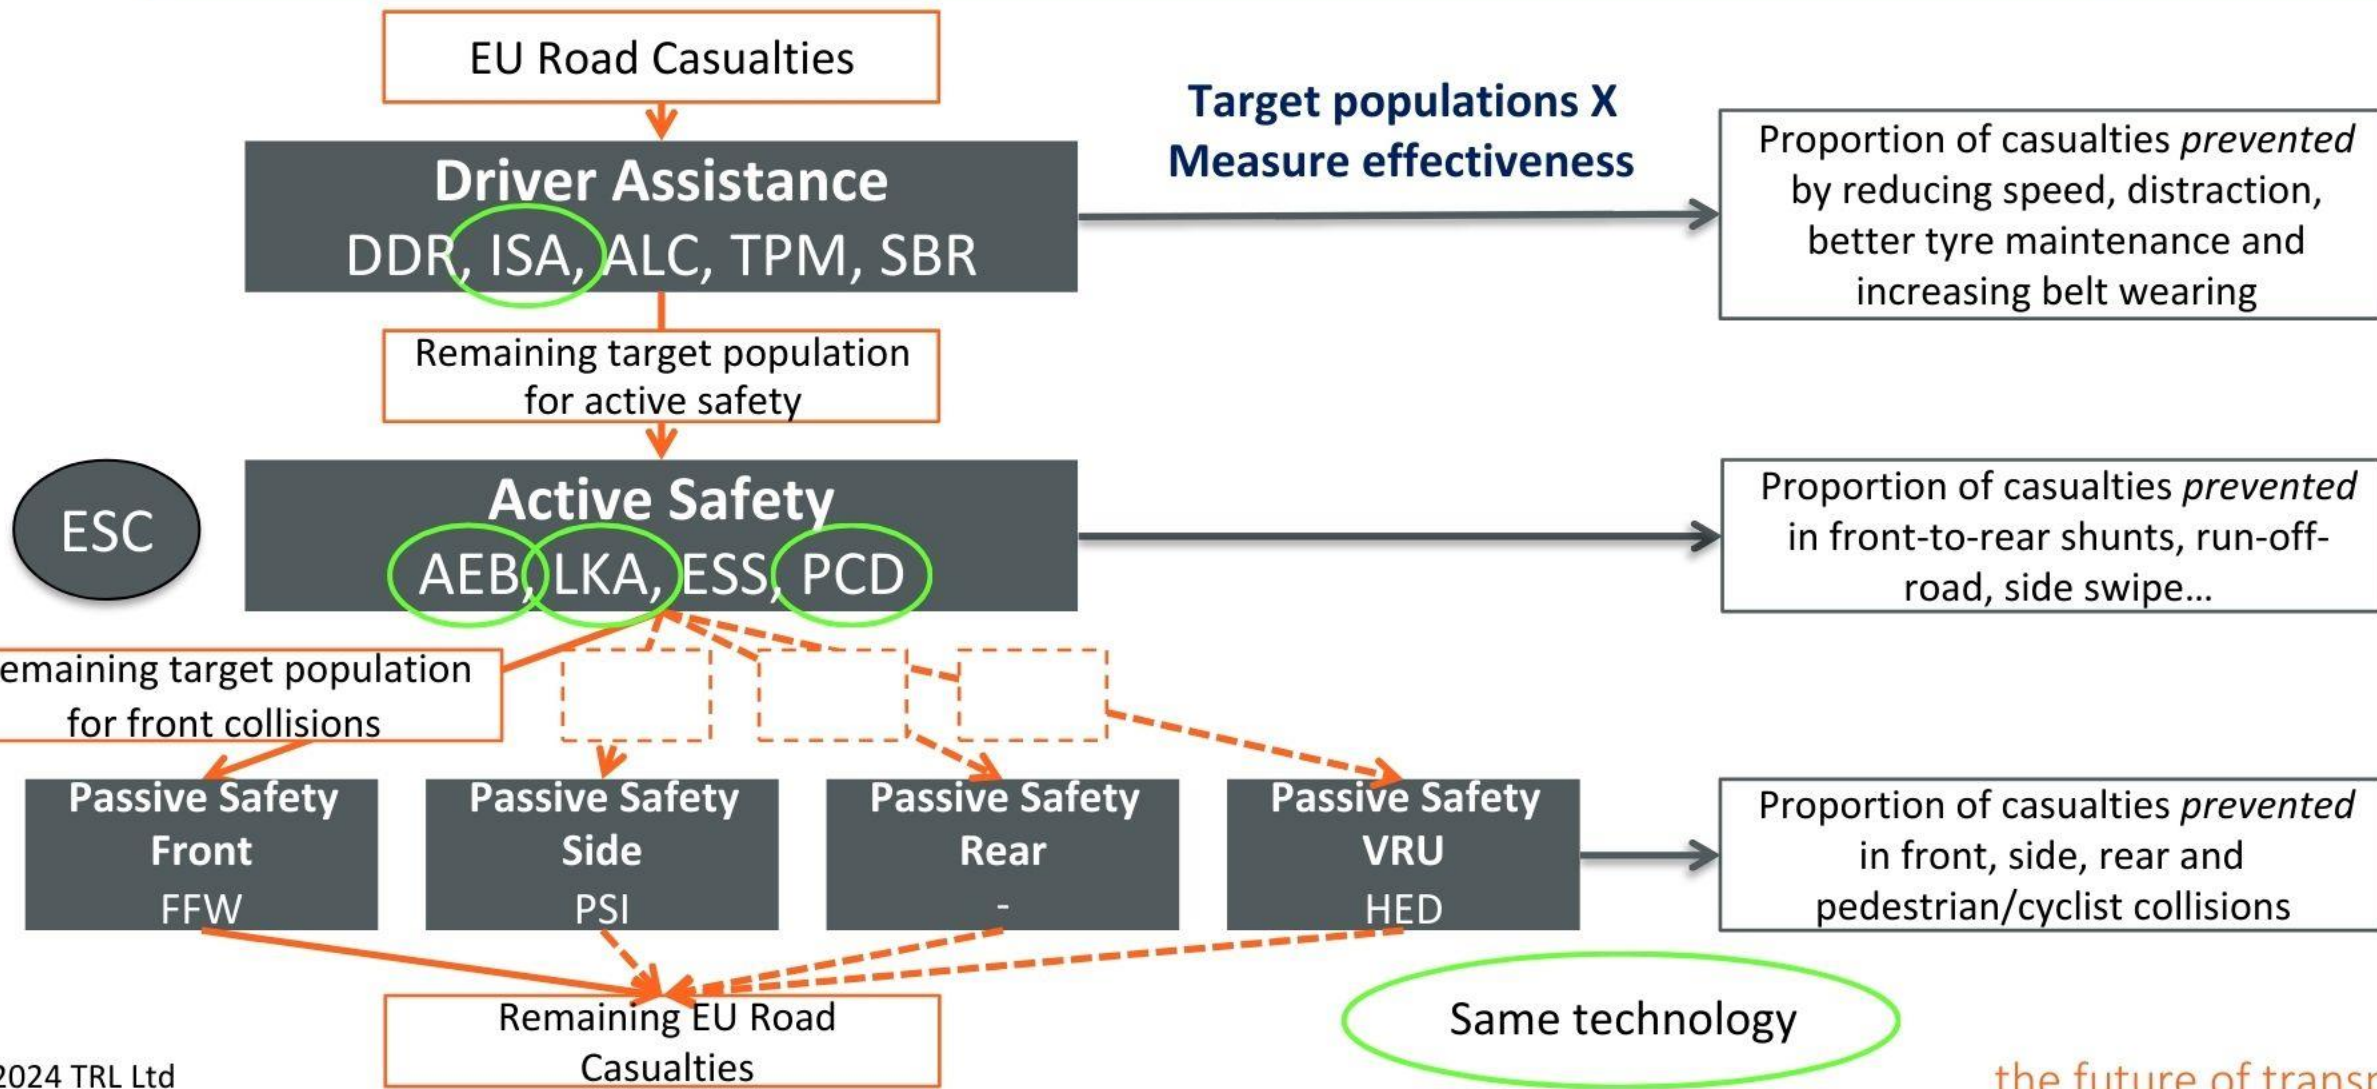 EU Road Casualties
Target populations X
Measure effectiveness
Driver Assistance
DDR, ISA, ALC, TPM, SBR
Proportion of casualties prevented
by reducing speed, distraction,
better tyre maintenance and
increasing belt wearing
Remaining target population
for active safety
ESC
Active Safety
AEB, LKA, ESS, PCD
Proportion of casualties prevented
in front-to-rear shunts, run-off-
road, side swipe...
emaining target population
for front collisions
Passive Safety
Front
FFW
Passive Safety
Side
PSI
Passive Safety
Rear
-
Passive Safety
VRU
HED
Proportion of casualties prevented
in front, side, rear and
pedestrian/cyclist collisions
Remaining EU Road
Casualties
Same technology
2024 TRL Ltd
the future of